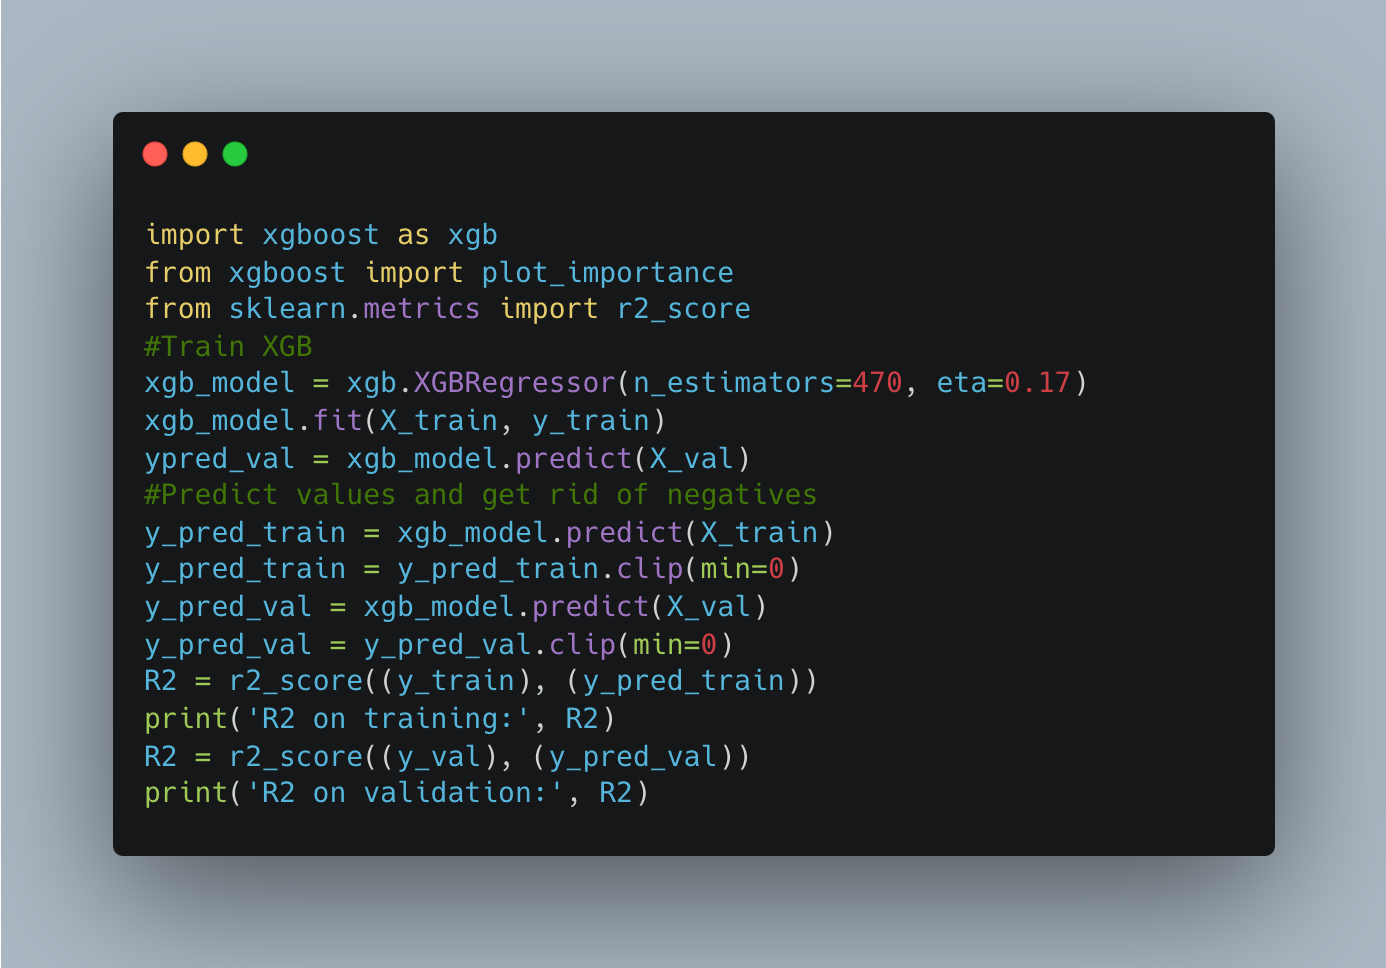 import xgboost as xgb
from xgboost import plot_importance
from sklearn.metrics import r2_score
#Train XGB
xgb_model = xgb.XGBRegressor(n_estimators=470, eta=0.17)
xgb_model.fit(X_train, y_train)
ypred_val = xgb_model.predict(X_val)
#Predict values and get rid of negatives
y_pred_train = xgb_model.predict(X_train)
y_pred_train = y_pred_train.clip(min=0)
y_pred_val = xgb_model.predict(X_val)
y_pred_val = y_pred_val.clip(min=0)
R2 = r2_score((y_train), (y_pred_train))
print('R2 on training:', R2)
R2 = r2_score((y_val), (y_pred_val))
print('R2 on validation:', R2)